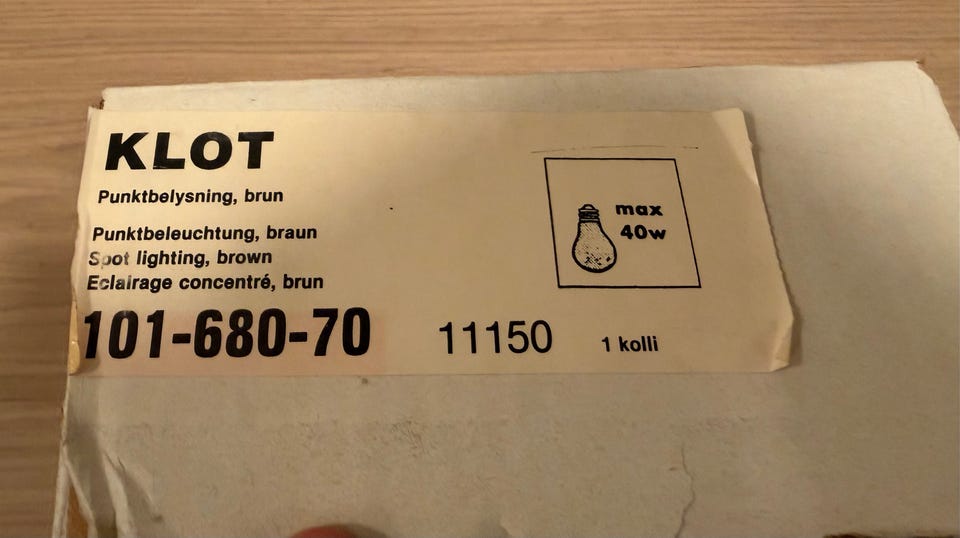 KLOT
Punktbelysning, brun
Punktbeleuchtung, braun
Spot lighting, brown
Eclairage concentré, brun
101-680-70
11150
1 kolli
max
40w